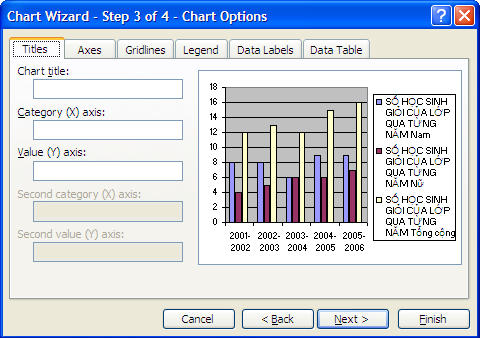 Chart Wizard - Step 3 of 4 - Chart Options
Titles Axes Gridlines Legend Data Labels Data Table
Chart title:
Category (X) axis:
Value (Y) axis:
Second category (X) axis:
Second value (Y) axis:
18
16
14
12
10
8
6
4
2
0
2001-2002
2002-2003
2003-2004
2004-2005
2005-2006
SỐ HỌC SINH
GIỎI CỦA LỚP
QUA TỪNG
NĂM Nam
SỐ HỌC SINH
GIỎI CỦA LỚP
QUA TỪNG
NĂM Nữ
SỐ HỌC SINH
GIỎI CỦA LỚP
QUA TỪNG
NĂM Tổng cộng
Cancel < Back Next > Finish